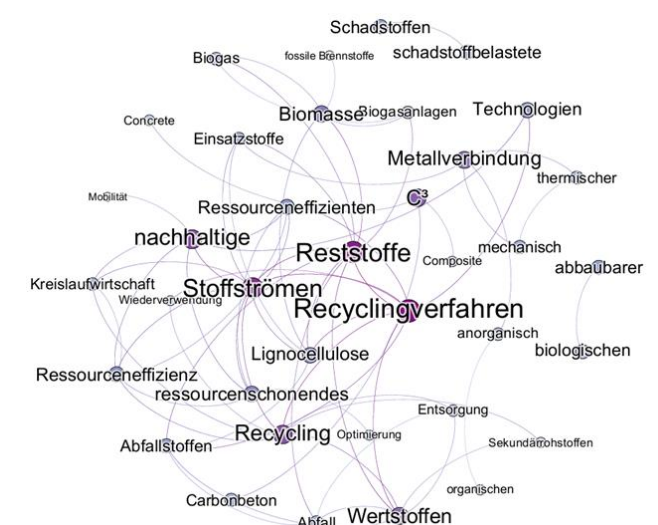 Schadstoffen
schadstoffbelastete
Biogas
fossile Brennstoffe
Biomasse
Biogasanlagen
Technologien
Concrete
Einsatzstoffe
Metallverbindung
thermischer
Mobilität
C³
Ressourceneffizienten
nachhaltige
mechanisch
Reststoffe
Composite
abbaubarer
Kreislaufwirtschaft
Stoffströmen
Wiederverwendung
Recyclingverfahren
anorganisch
Lignocellulose
biologischen
Ressourceneffizienz
ressourcenschonendes
Entsorgung
Recycling
Optimierung
Sekundärrohstoffen
Abfallstoffen
organischen
Carbonbeton
Wertstoffen
Abfall